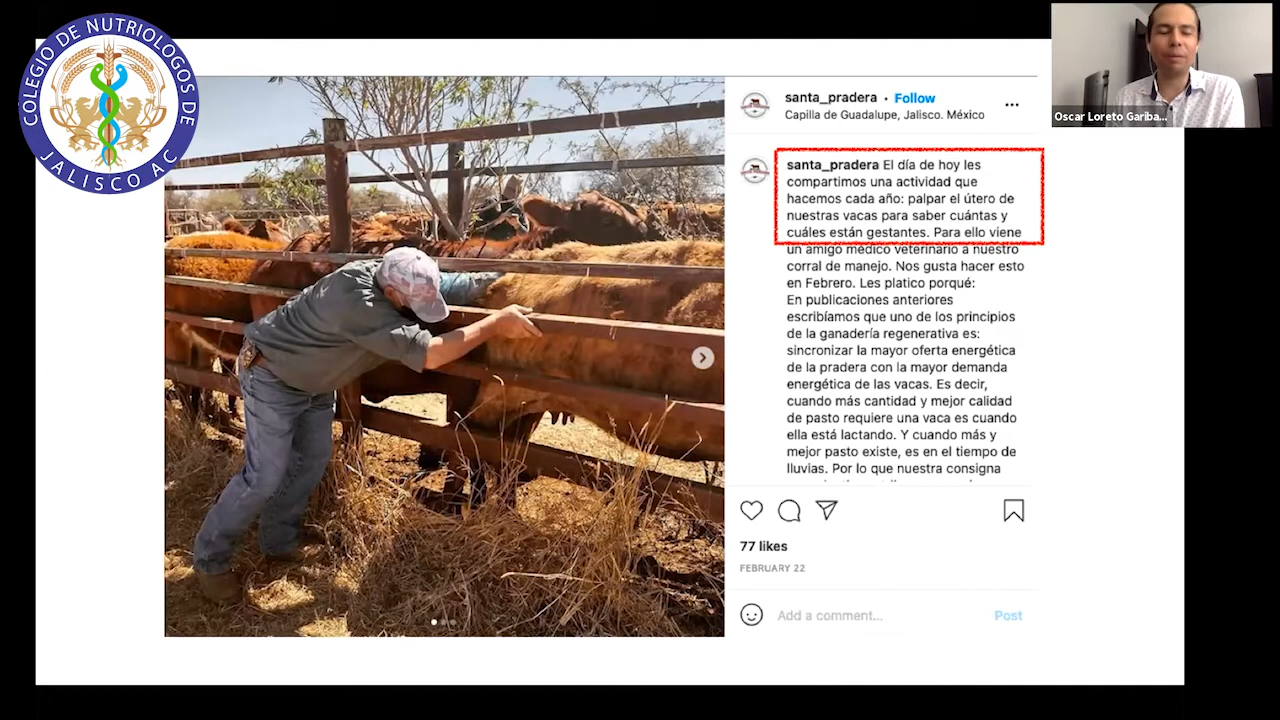 COLEGIO DE NUTRIOLOGOS DE
JALISCO AC
Oscar Loreto Gariba...
santa_pradera • Follow
Capilla de Guadalupe, Jalisco. México
santa_pradera El día de hoy les
compartimos una actividad que
hacemos cada año: palpar el útero de
nuestras vacas para saber cuántas y
cuáles están gestantes. Para ello viene
un amigo médico veterinario a nuestro
corral de manejo. Nos gusta hacer esto
en Febrero. Les platico porqué:
En publicaciones anteriores
escribíamos que uno de los principios
de la ganadería regenerativa es:
sincronizar la mayor oferta energética
de la pradera con la mayor demanda
energética de las vacas. Es decir,
cuando más cantidad y mejor calidad
de pasto requiere una vaca es cuando
ella está lactando. Y cuando más y
mejor pasto existe, es en el tiempo de
lluvias. Por lo que nuestra consigna
77 likes
FEBRUARY 22
Add a comment...
Post